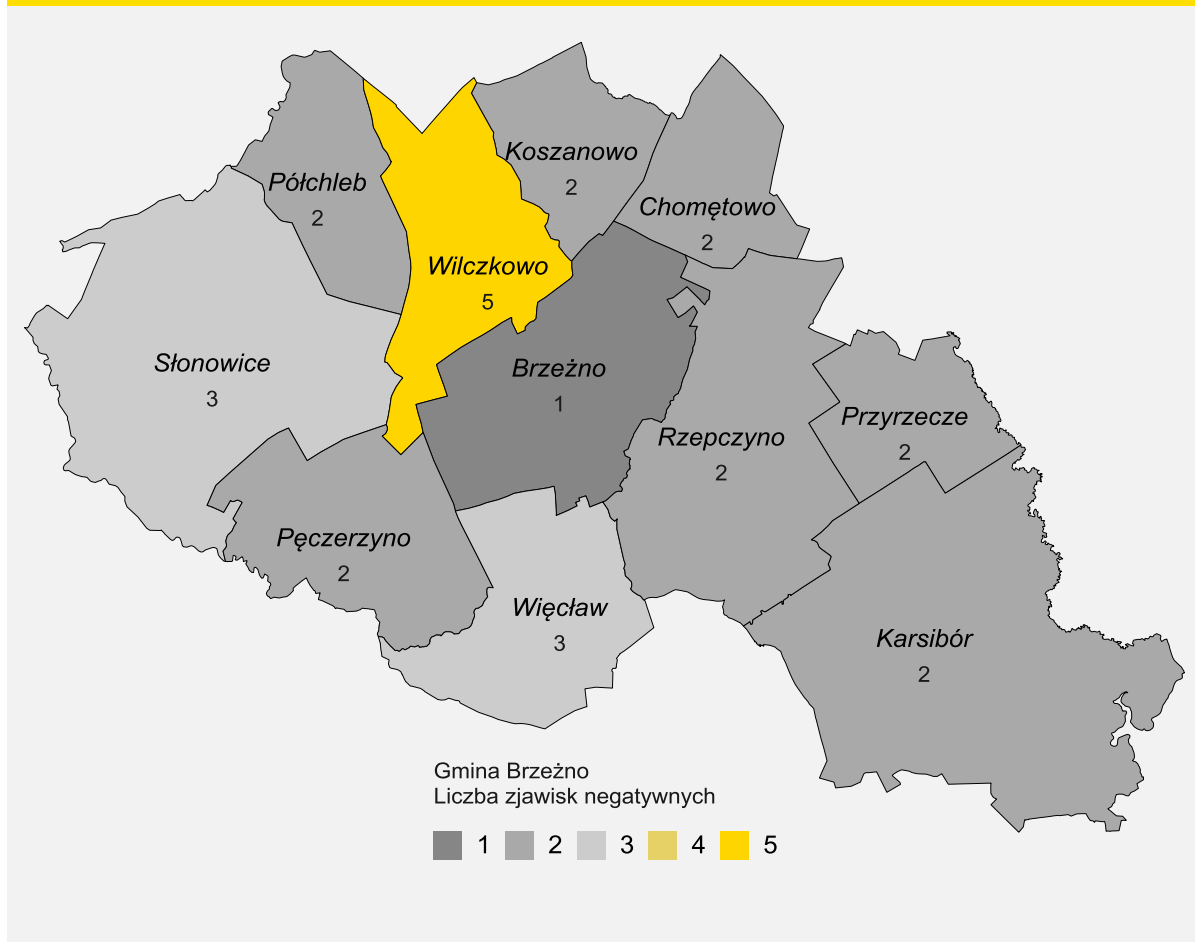 Koszanowo
2
Półchleb
2
Chomętowo
2
Wilczkowo
5
Słonowice
3
Brzeżno
1
Przyrzecze
2
Rzepczyno
2
Pęczerzyno
2
Więcław
3
Karsibór
2
Gmina Brzeżno
Liczba zjawisk negatywnych
1 2 3 4 5